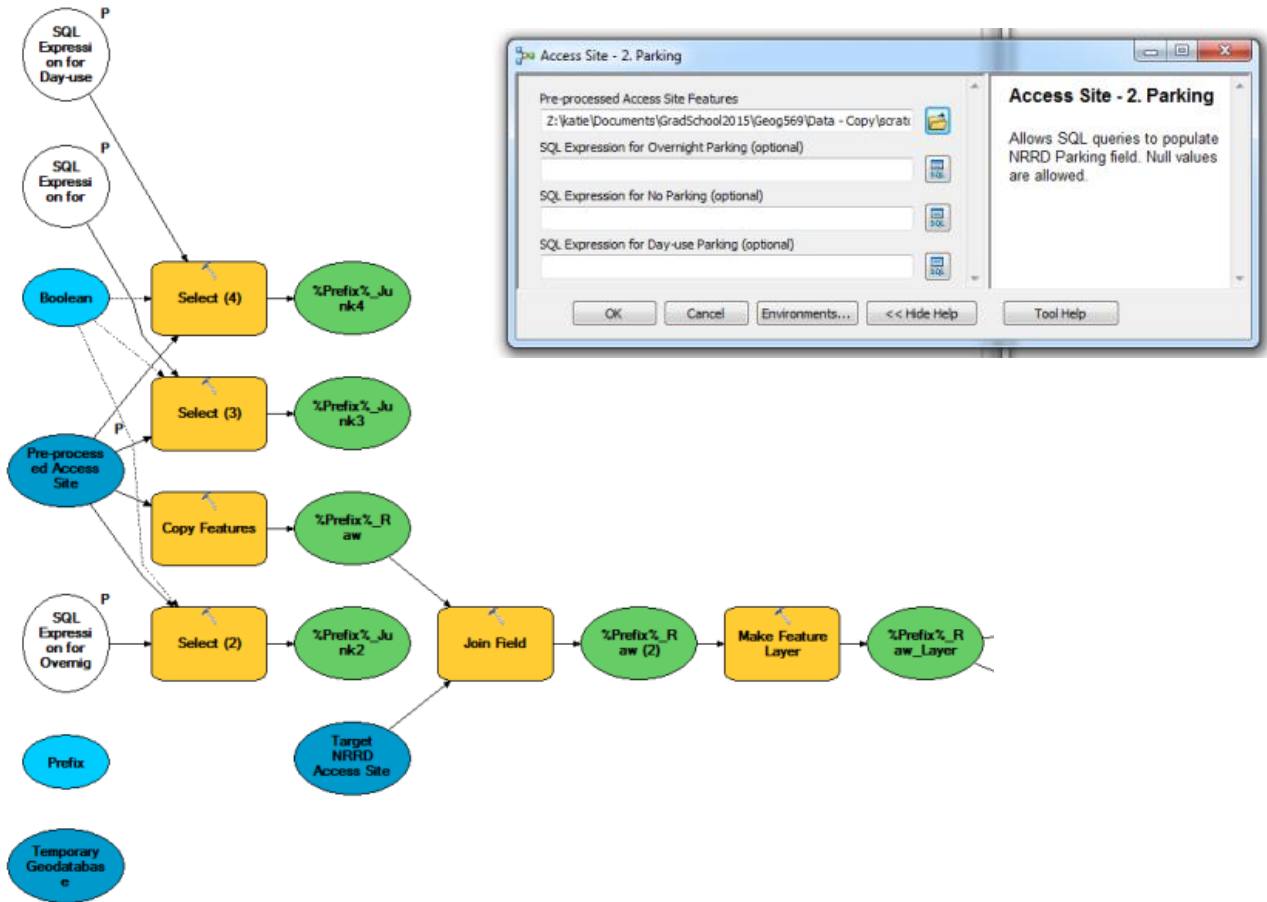 P
SQL
Expressi
on for
Day-use
P
SQL
Expressi
on for
Boolean
Select (4)
%Prefix%_Ju
nk4
Select (3)
%Prefix%_Ju
nk3
P
Pre-process
ed Access
Site
Copy Features
%Prefix%_R
aw
P
SQL
Expressi
on for
Overnig
Select (2)
%Prefix%_Ju
nk2
Join Field
%Prefix%_R
aw (2)
Make Feature
Layer
%Prefix%_R
aw_Layer
Prefix
Target
NRRD
Access Site
Temporary
Geodatabas
e
Access Site - 2. Parking
Pre-processed Access Site Features
Z:\katie\Documents\GradSchool2015\Geog569\Data - Copy\scrat
SQL Expression for Overnight Parking (optional)
SQL
SQL Expression for No Parking (optional)
SQL
SQL Expression for Day-use Parking (optional)
SQL
OK Cancel Environments... << Hide Help Tool Help
Access Site - 2. Parking
Allows SQL queries to populate
NRRD Parking field. Null values
are allowed.